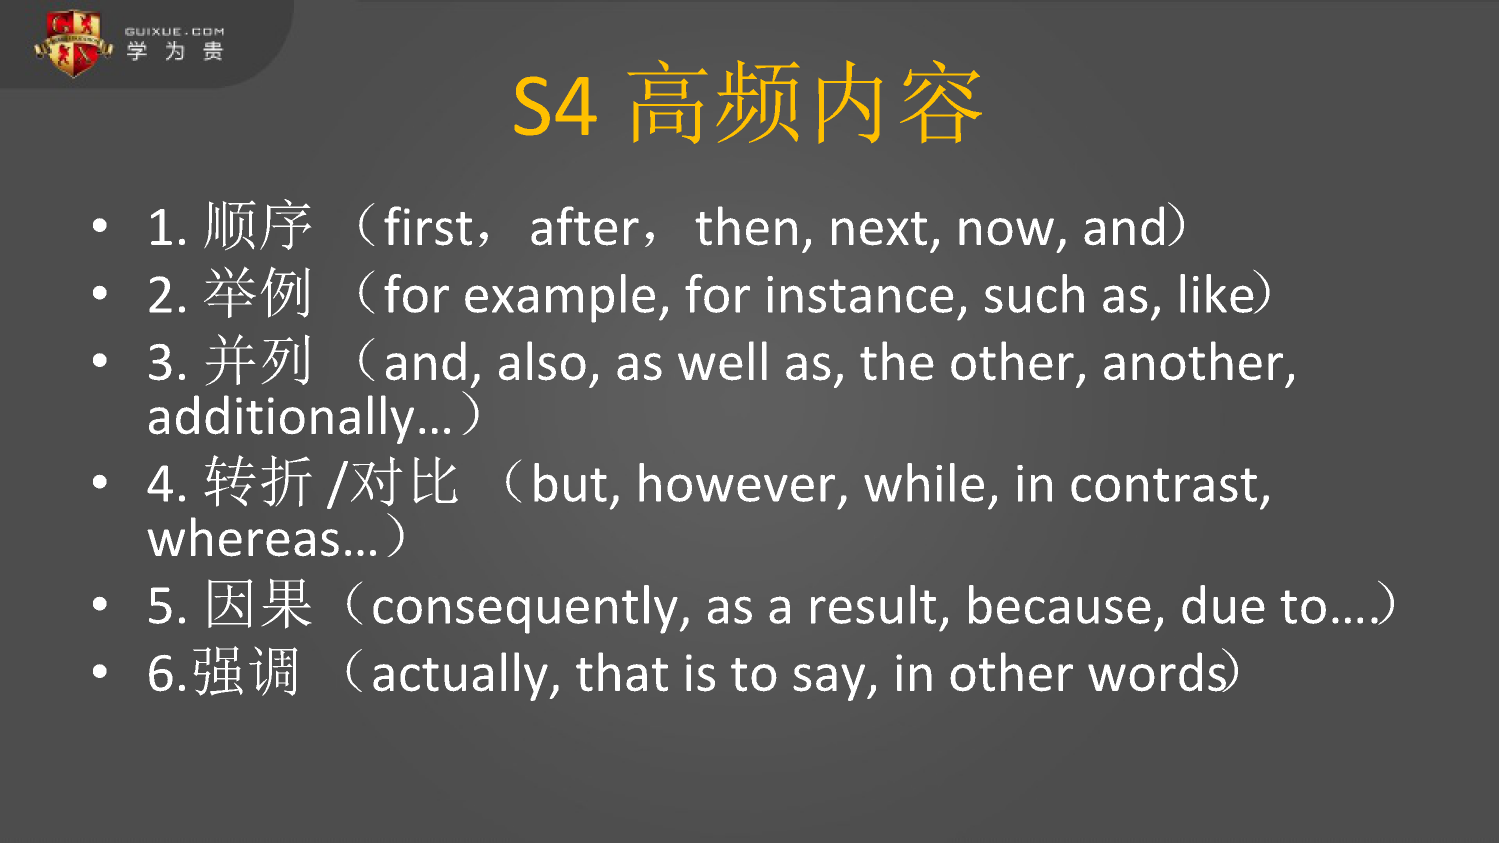 GUIXUE.COM
学为贵
S4 高频内容
• 1. 顺序 （first，after，then, next, now, and）
• 2. 举例 （for example, for instance, such as, like）
• 3. 并列 （and, also, as well as, the other, another,
additionally…）
• 4. 转折 /对比 （but, however, while, in contrast,
whereas…）
• 5. 因果（consequently, as a result, because, due to….）
• 6.强调 （actually, that is to say, in other words）